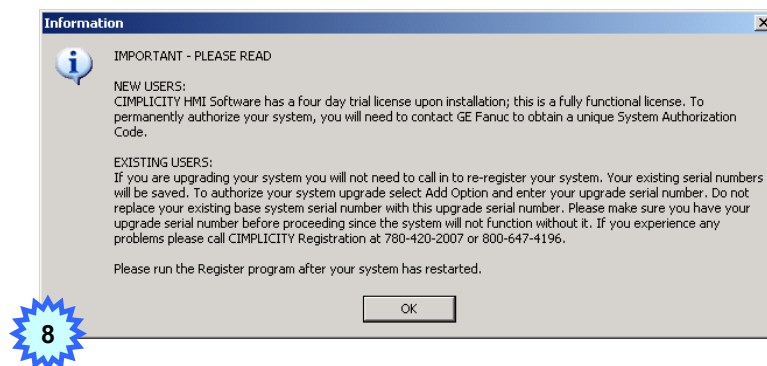 Information
IMPORTANT - PLEASE READ
NEW USERS:
CIMPLICITY HMI Software has a four day trial license upon installation; this is a fully functional license. To
permanently authorize your system, you will need to contact GE Fanuc to obtain a unique System Authorization
Code.
EXISTING USERS:
If you are upgrading your system you will not need to call in to re-register your system. Your existing serial numbers
will be saved. To authorize your system upgrade select Add Option and enter your upgrade serial number. Do not
replace your existing base system serial number with this upgrade serial number. Please make sure you have your
upgrade serial number before proceeding since the system will not function without it. If you experience any
problems please call CIMPLICITY Registration at 780-420-2007 or 800-647-4196.
Please run the Register program after your system has restarted.
OK
8